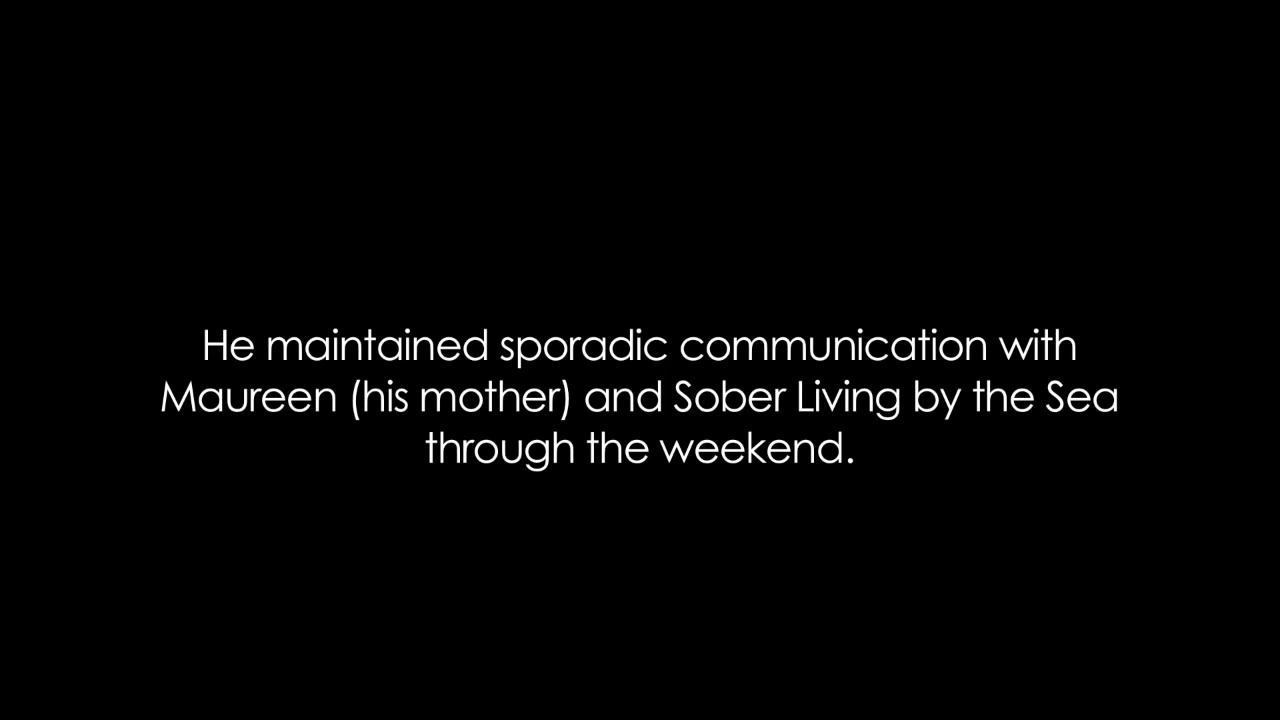 He maintained sporadic communication with
Maureen (his mother) and Sober Living by the Sea
through the weekend.